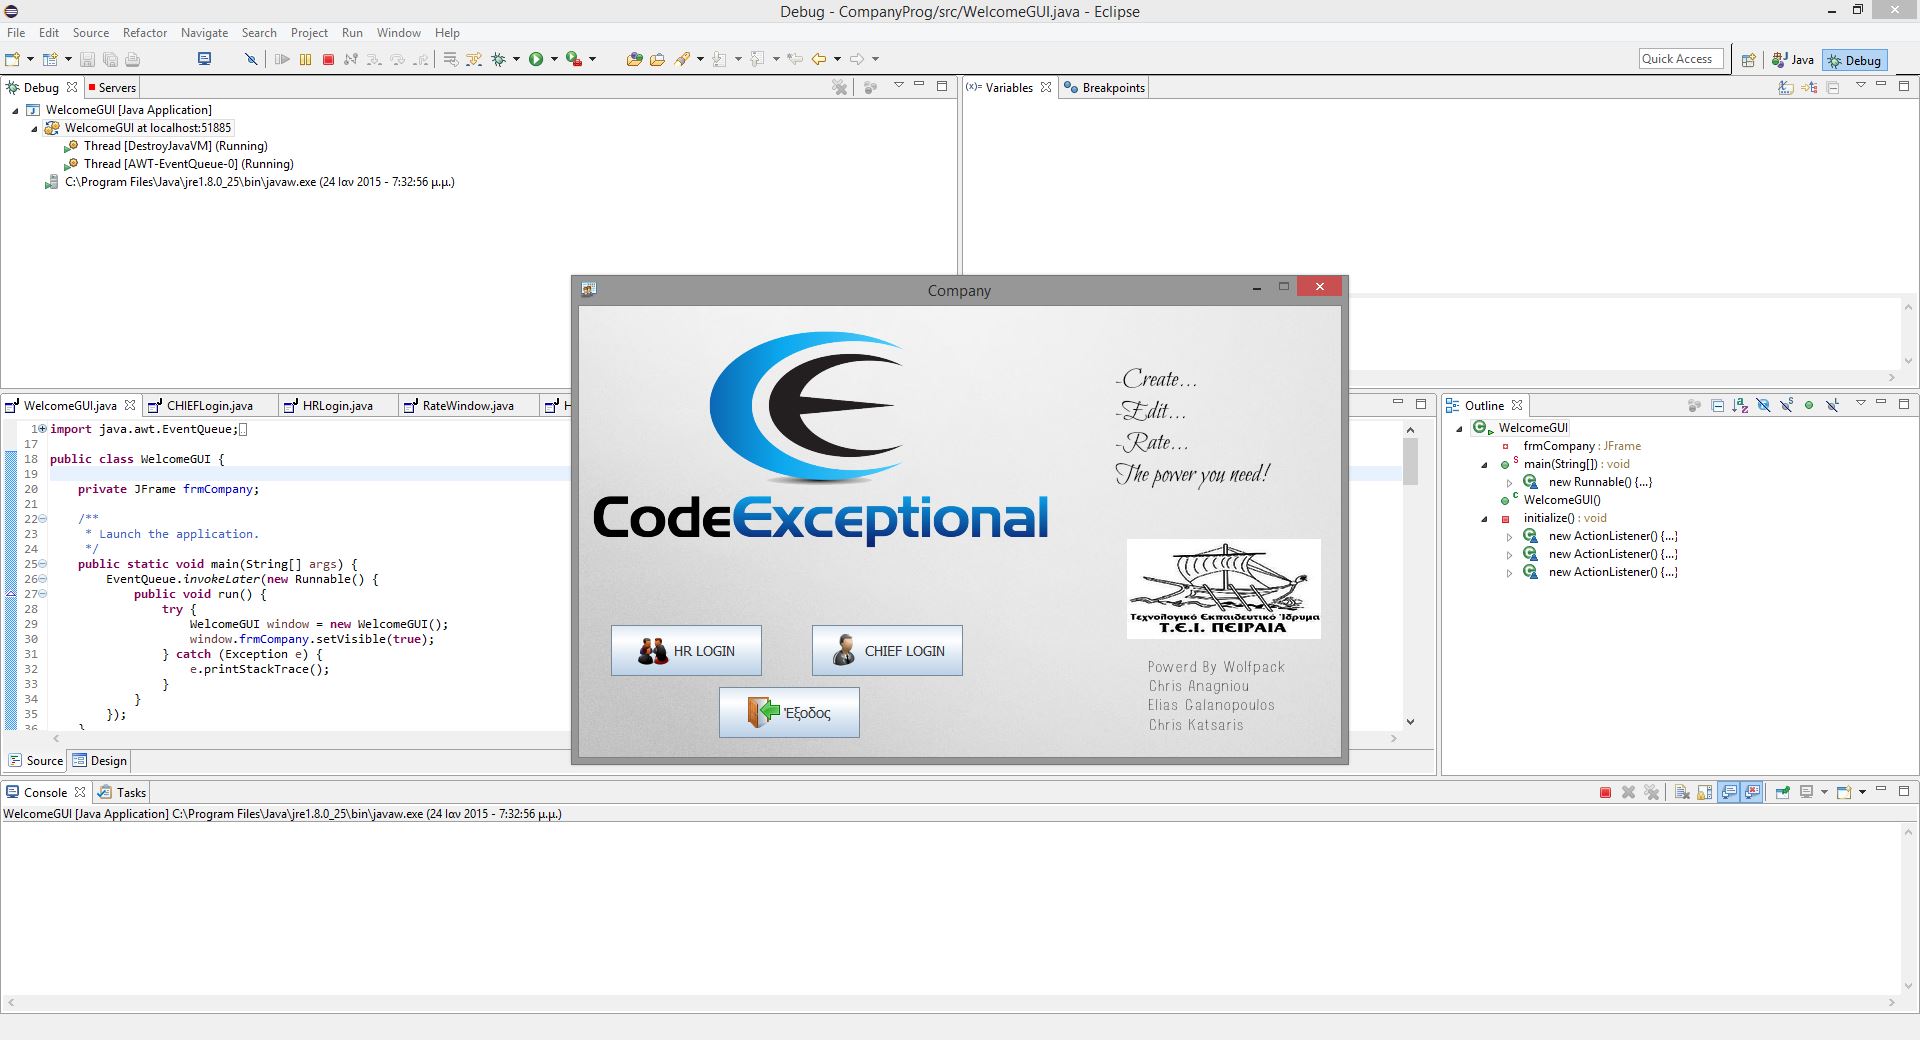 Debug - CompanyProg/src/WelcomeGUI.java - Eclipse
File Edit Source Refactor Navigate Search Project Run Window Help
Quick Access
Java
Debug
Debug
Servers
WelcomeGUI [Java Application]
WelcomeGUI at localhost:51885
Thread [DestroyJavaVM] (Running)
Thread [AWT-EventQueue-0] (Running)
C:\Program Files\Java\jre1.8.0_25\bin\javaw.exe (24 Ιαν 2015 - 7:32:56 μ.μ.)
(x)= Variables
Breakpoints
WelcomeGUI.java
CHIEFLogin.java
HRLogin.java
RateWindow.java
H
1 import java.awt.EventQueue;
17
18 public class WelcomeGUI {
19
20 private JFrame frmCompany;
21
22 /**
23 * Launch the application.
24 */
25 public static void main(String[] args) {
26 EventQueue.invokeLater(new Runnable() {
27 public void run() {
28 try {
29 WelcomeGUI window = new WelcomeGUI();
30 window.frmCompany.setVisible(true);
31 } catch (Exception e) {
32 e.printStackTrace();
33 }
34 }
35 });
36 }
Source
Design
Company
CodeExceptional
-Create...
-Edit...
-Rate...
The power you need!
Τεχνολογικό Εκπαιδευτικό Ίδρυμα
Τ.Ε.Ι. ΠΕΙΡΑΙΑ
HR LOGIN
CHIEF LOGIN
Έξοδος
Powerd By Wolfpack
Chris Anagniou
Elias Galanopoulos
Chris Katsaris
Outline
WelcomeGUI
frmCompany : JFrame
main(String[]) : void
new Runnable() {...}
WelcomeGUI()
initialize() : void
new ActionListener() {...}
new ActionListener() {...}
new ActionListener() {...}
Console
Tasks
WelcomeGUI [Java Application] C:\Program Files\Java\jre1.8.0_25\bin\javaw.exe (24 Ιαν 2015 - 7:32:56 μ.μ.)